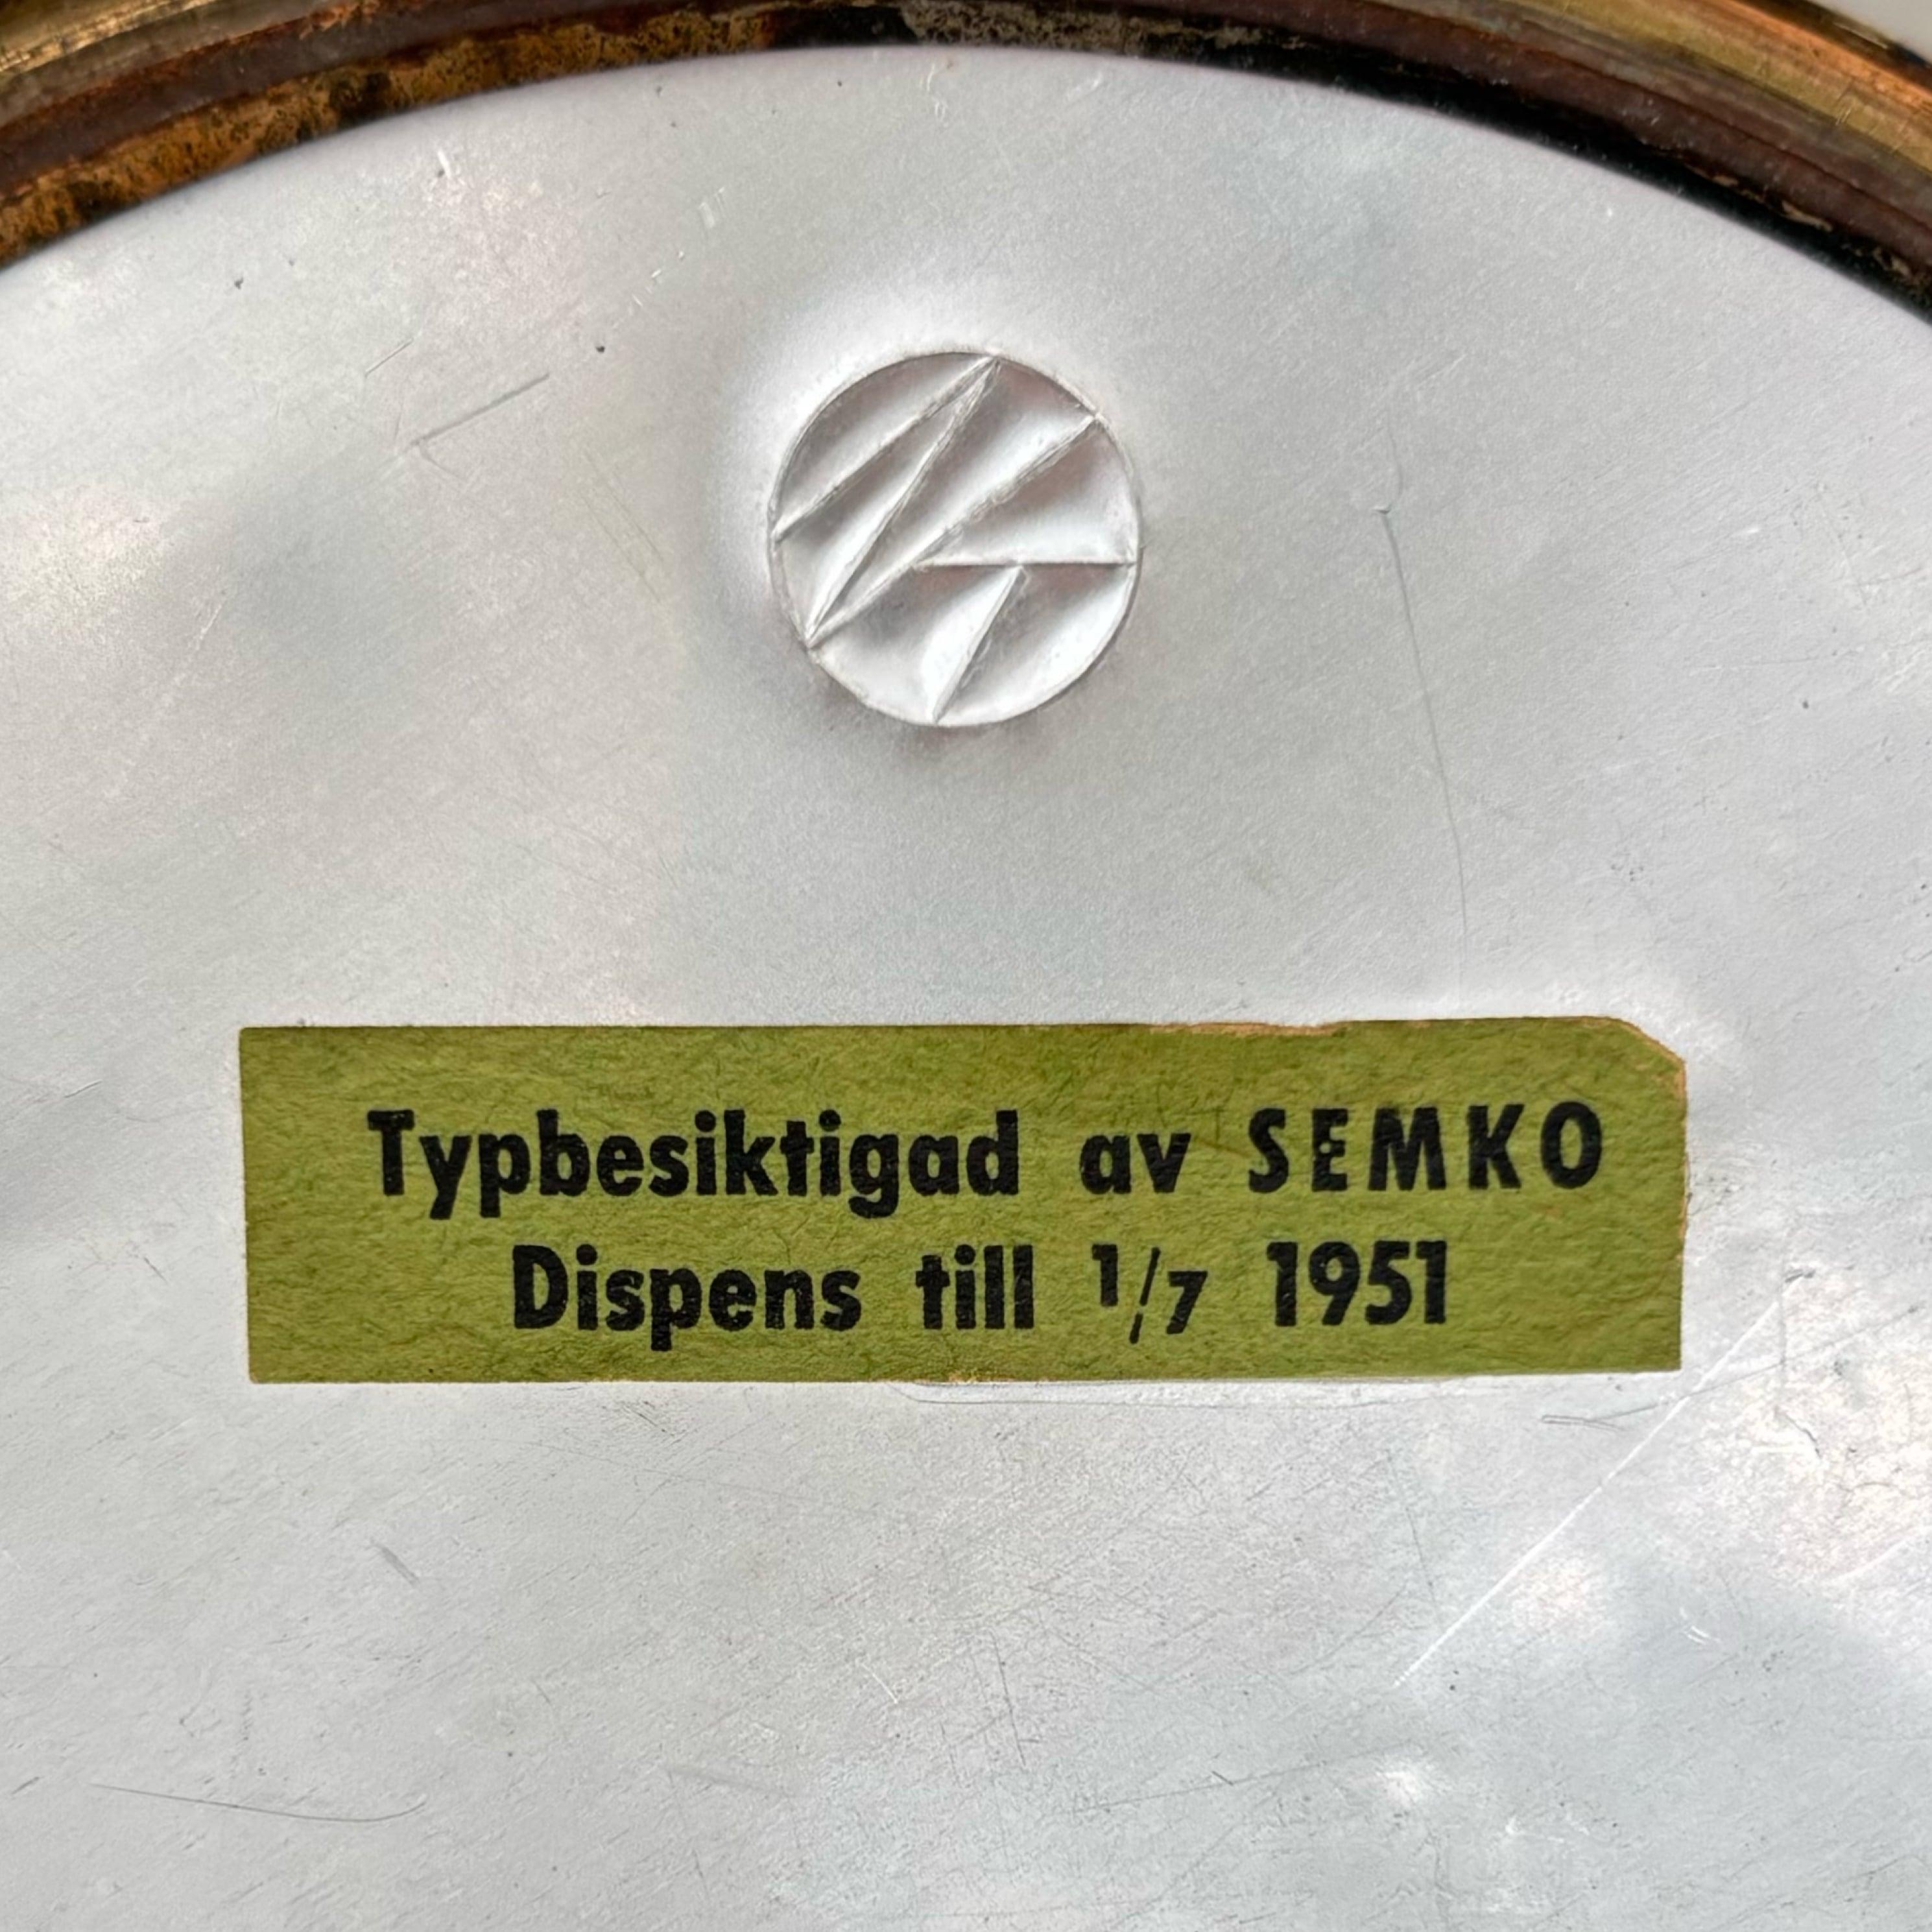 Typbesiktigad av SEMKO
Dispens till 1/7 1951